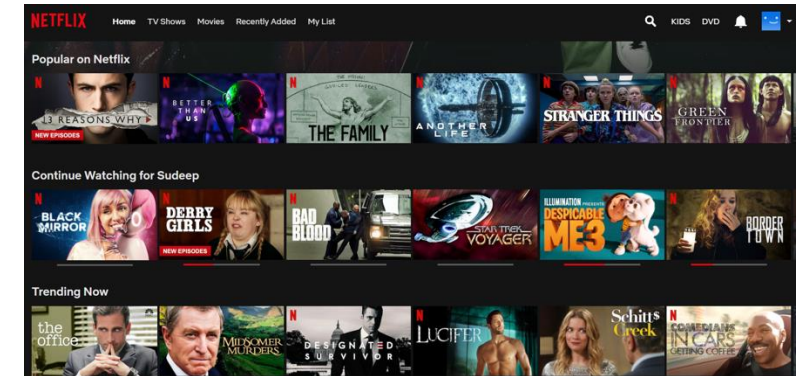 NETFLIX Home TV Shows Movies Recently Added My List KIDS DVD
Popular on Netflix
N
13 REASONS WHY
NEW EPISODES
N
BETTER
THAN
US
N
THE FAMILY
N
ANOTHER
LIFE
N
STRANGER THINGS
N
GREEN
FRONTIER
Continue Watching for Sudeep
N
BLACK
MIRROR
N
DERRY
GIRLS
NEW EPISODES
N
BAD
BLOOD
STAR TREK
VOYAGER
ILLUMINATION PRESENTS
DESPICABLE
ME3
N
BORDER
TOWN
Trending Now
the
office
MIDSOMER
MURDERS
N
DESIGNATED
SURVIVOR
N
LUCIFER
Schitt$
Creek
N
COMEDIANS
IN CARS
GETTING COFFEE